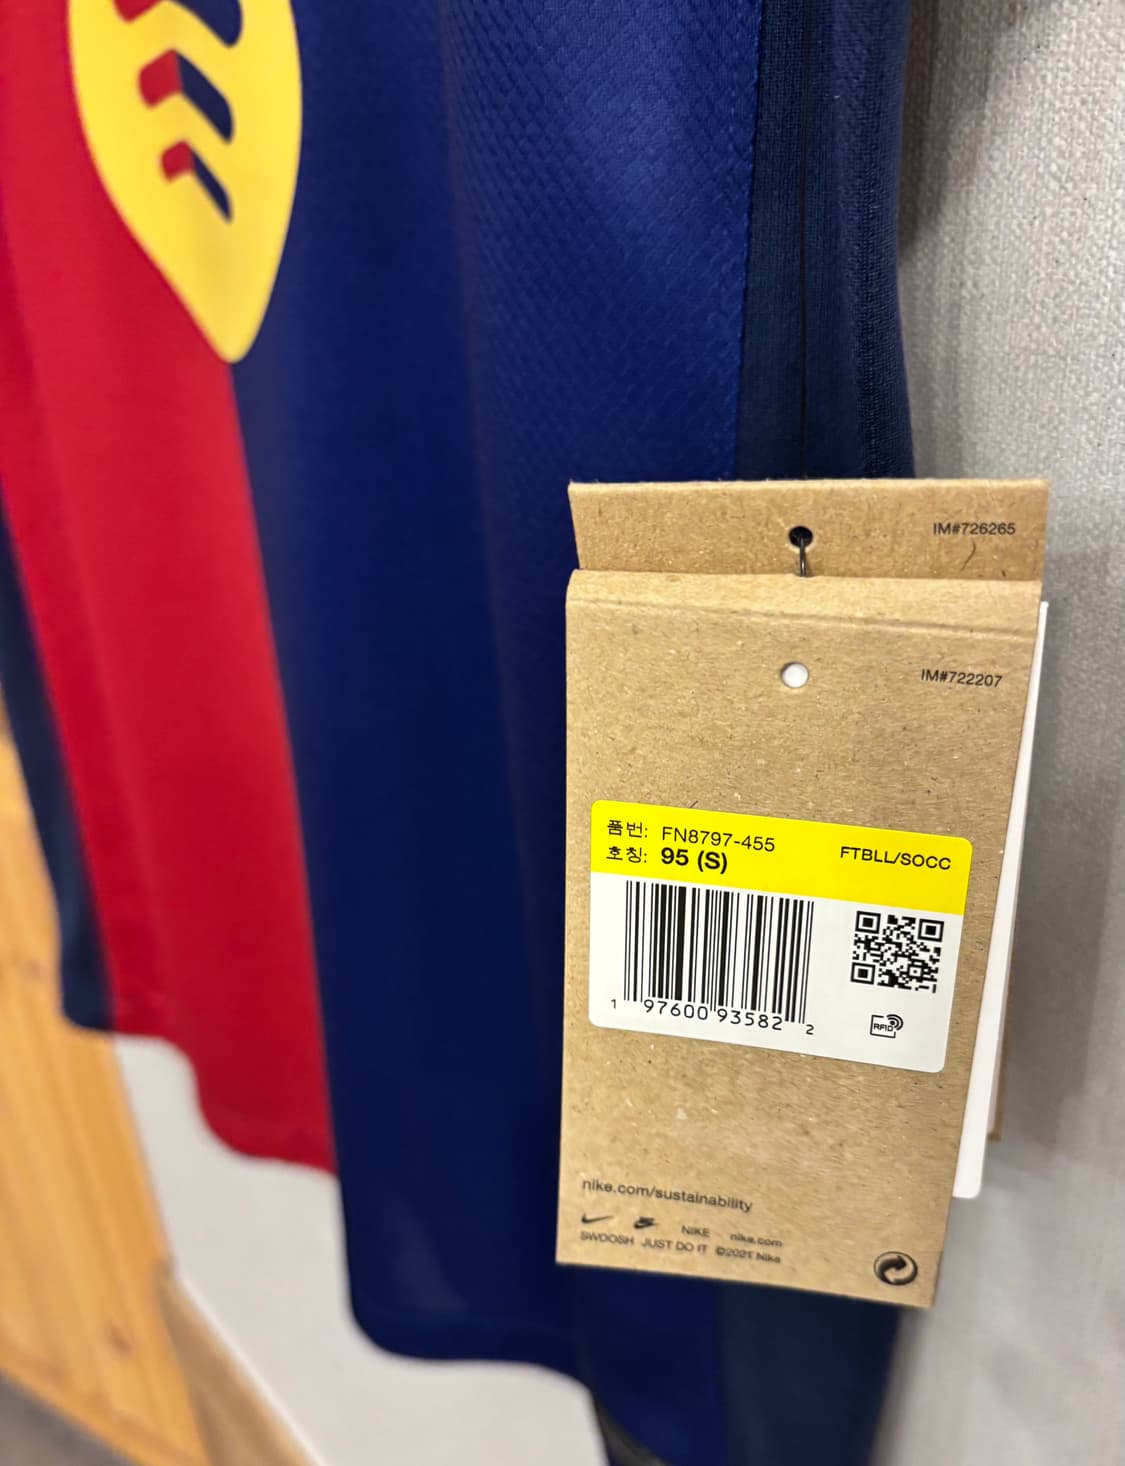 IM#726265
IM#722207
품번: FN8797-455
호칭: 95 (S)
FTBLL/SOCC
1 97600 93582 2
RFID
nike.com/sustainability
NIKE nike.com
SWOOSH JUST DO IT ©2021 Nike